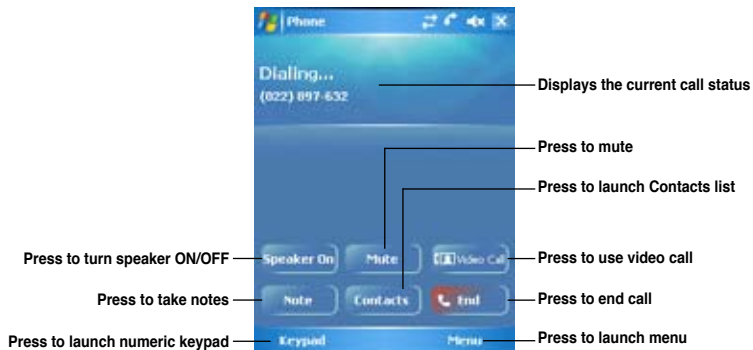 Phone
Dialing...
(022) 897-632
Displays the current call status
Press to mute
Press to launch Contacts list
Press to turn speaker ON/OFF
Speaker On
Mute
Video Call
Press to use video call
Press to take notes
Note
Contacts
End
Press to end call
Press to launch numeric keypad
Keypad
Menu
Press to launch menu